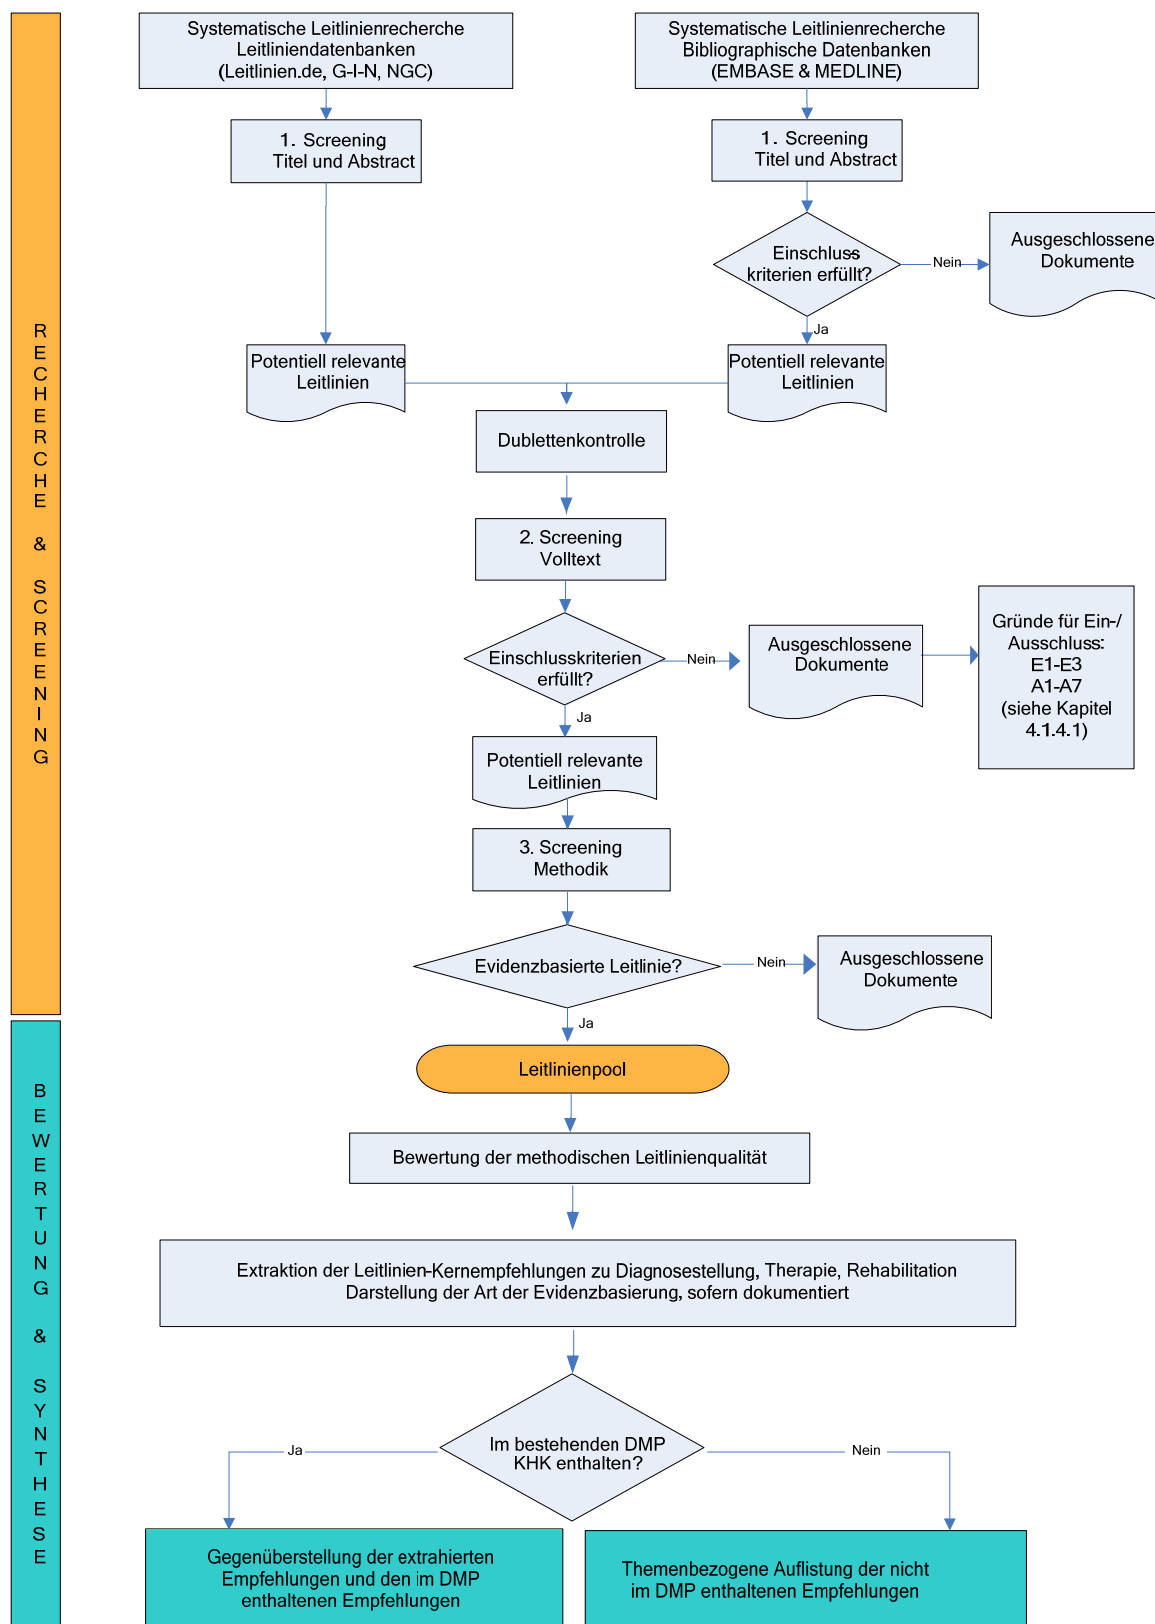 Systematische Leitlinienrecherche
Leitliniendatenbanken
(Leitlinien.de, G-I-N, NGC)
Systematische Leitlinienrecherche
Bibliographische Datenbanken
(EMBASE & MEDLINE)
1. Screening
Titel und Abstract
1. Screening
Titel und Abstract
Einschluss
kriterien erfüllt?
Nein
Ausgeschlossene
Dokumente
Ja
Potentiell relevante
Leitlinien
Potentiell relevante
Leitlinien
Dublettenkontrolle
2. Screening
Volltext
Einschlusskriterien
erfüllt?
Nein
Ausgeschlossene
Dokumente
Gründe für Ein-/
Ausschluss:
E1-E3
A1-A7
(siehe Kapitel
4.1.4.1)
Ja
Potentiell relevante
Leitlinien
3. Screening
Methodik
Evidenzbasierte Leitlinie?
Nein
Ausgeschlossene
Dokumente
Ja
RECHERCHE & SCREENING
Leitlinienpool
Bewertung der methodischen Leitlinienqualität
Extraktion der Leitlinien-Kernempfehlungen zu Diagnosestellung, Therapie, Rehabilitation
Darstellung der Art der Evidenzbasierung, sofern dokumentiert
Im bestehenden DMP
KHK enthalten?
Ja
Nein
Gegenüberstellung der extrahierten
Empfehlungen und den im DMP
enthaltenen Empfehlungen
Themenbezogene Auflistung der nicht
im DMP enthaltenen Empfehlungen
BEWERTUNG & SYNTHESE